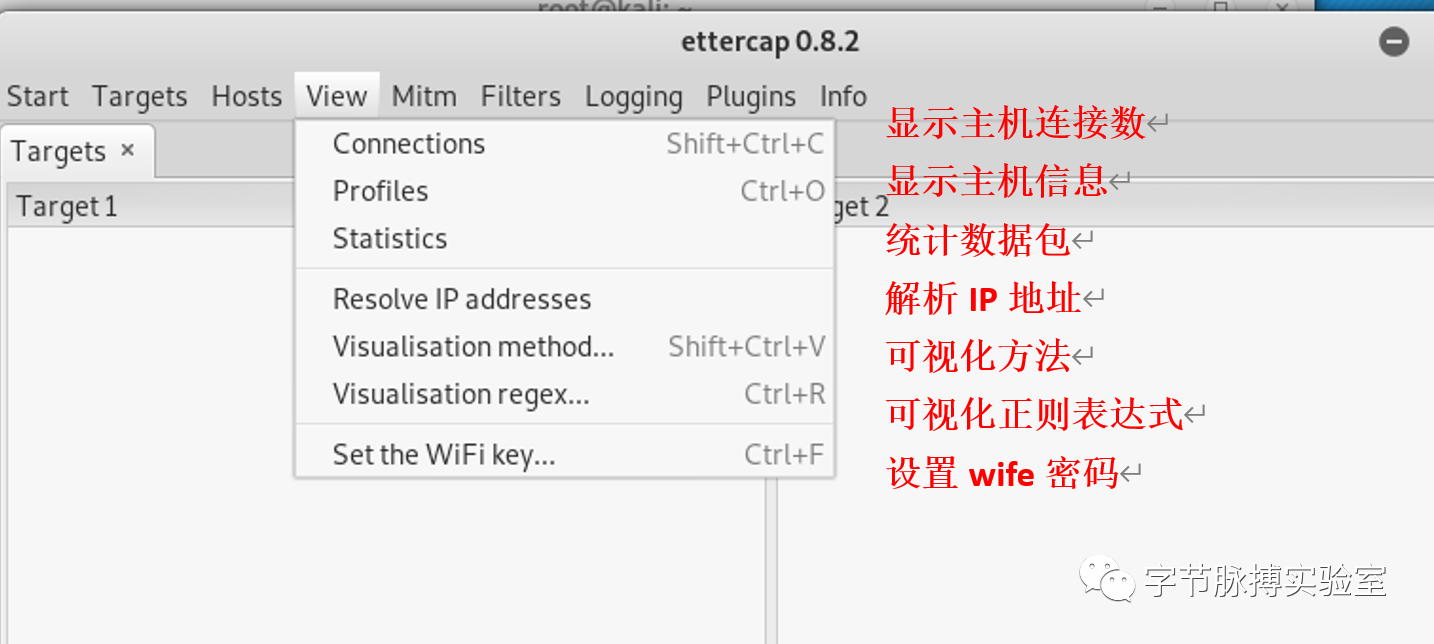 root@kali: ~
ettercap 0.8.2
Start Targets Hosts View Mitm Filters Logging Plugins Info
Targets ×
Target 1
get 2
Connections Shift+Ctrl+C
Profiles Ctrl+O
Statistics
Resolve IP addresses
Visualisation method... Shift+Ctrl+V
Visualisation regex... Ctrl+R
Set the WiFi key... Ctrl+F
显示主机连接数↵
显示主机信息↵
统计数据包↵
解析 IP 地址↵
可视化方法↵
可视化正则表达式↵
设置 wife 密码↵
字节脉搏实验室